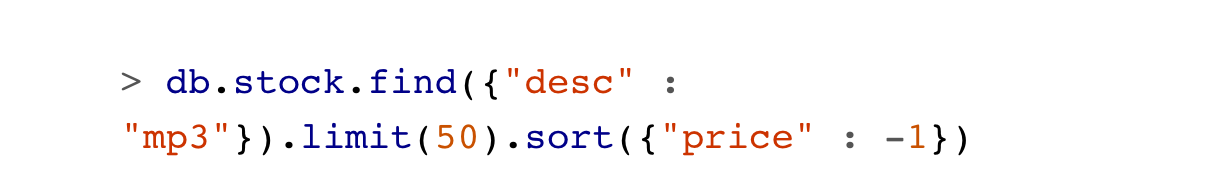 > db.stock.find({"desc" :
"mp3"}).limit(50).sort({"price" : -1})